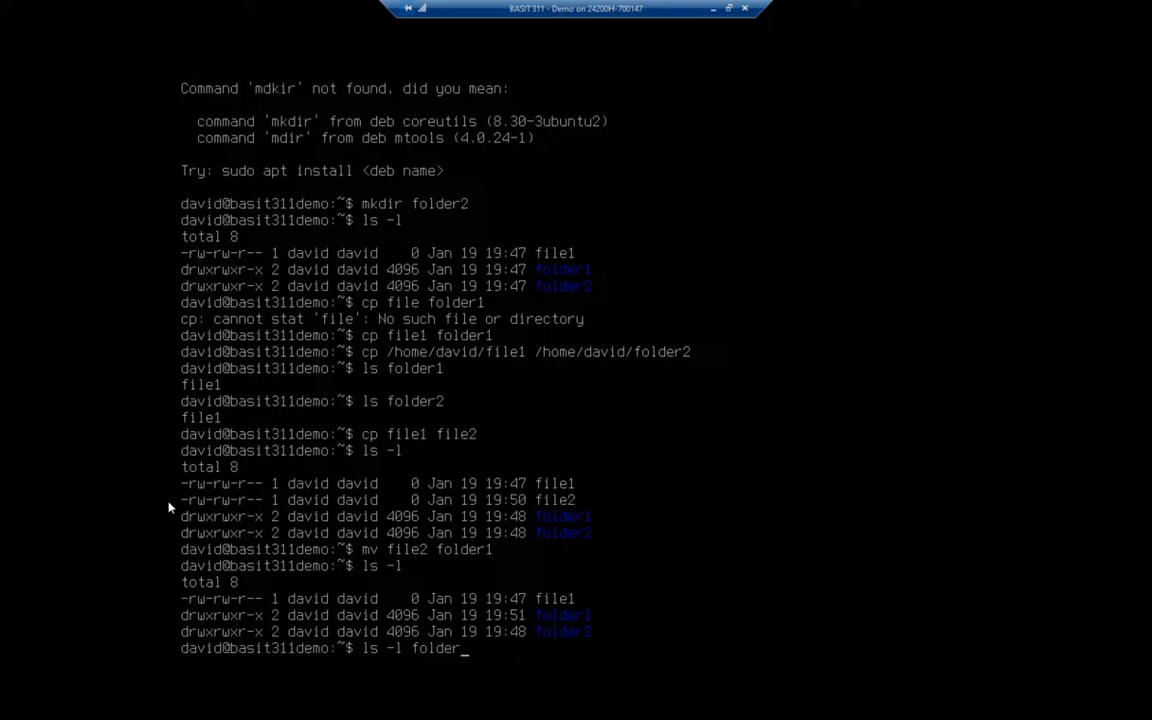 BASIT 311 - Demo on 24200H-700147
Command 'mdkir' not found, did you mean:
command 'mkdir' from deb coreutils (8.30-3ubuntu2)
command 'mdir' from deb mtools (4.0.24-1)
Try: sudo apt install <deb name>
david@basit311demo:~$ mkdir folder2
david@basit311demo:~$ ls -l
total 8
-rw-rw-r-- 1 david david    0 Jan 19 19:47 file1
drwxrwxr-x 2 david david 4096 Jan 19 19:47 folder1
drwxrwxr-x 2 david david 4096 Jan 19 19:47 folder2
david@basit311demo:~$ cp file folder1
cp: cannot stat 'file': No such file or directory
david@basit311demo:~$ cp file1 folder1
david@basit311demo:~$ cp /home/david/file1 /home/david/folder2
david@basit311demo:~$ ls folder1
file1
david@basit311demo:~$ ls folder2
file1
david@basit311demo:~$ cp file1 file2
david@basit311demo:~$ ls -l
total 8
-rw-rw-r-- 1 david david    0 Jan 19 19:47 file1
-rw-rw-r-- 1 david david    0 Jan 19 19:50 file2
drwxrwxr-x 2 david david 4096 Jan 19 19:48 folder1
drwxrwxr-x 2 david david 4096 Jan 19 19:48 folder2
david@basit311demo:~$ mv file2 folder1
david@basit311demo:~$ ls -l
total 8
-rw-rw-r-- 1 david david    0 Jan 19 19:47 file1
drwxrwxr-x 2 david david 4096 Jan 19 19:51 folder1
drwxrwxr-x 2 david david 4096 Jan 19 19:48 folder2
david@basit311demo:~$ ls -l folder_